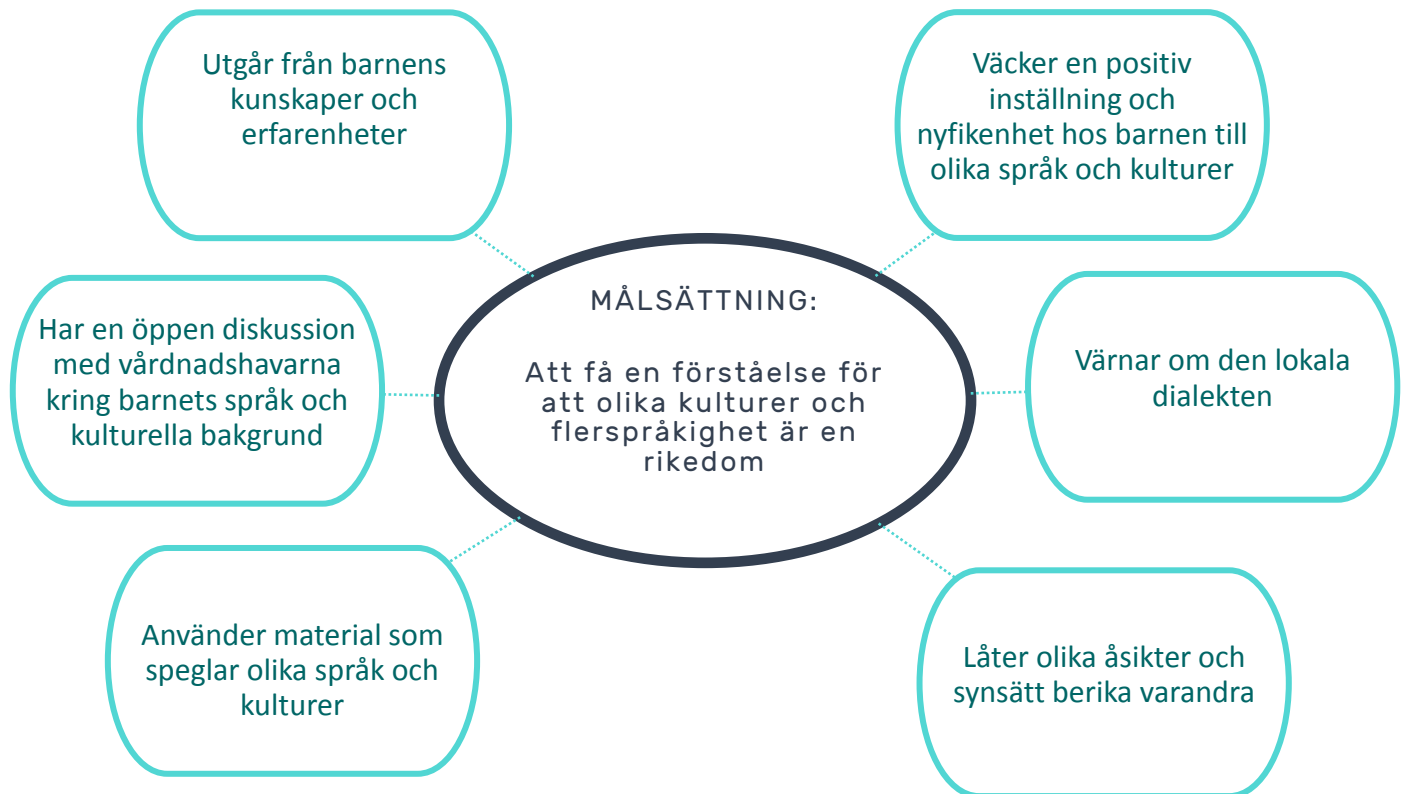 Utgår från barnens
kunskaper och
erfarenheter
Väcker en positiv
inställning och
nyfikenhet hos barnen till
olika språk och kulturer
Har en öppen diskussion
med vårdnadshavarna
kring barnets språk och
kulturella bakgrund
MÅLSÄTTNING:
Att få en förståelse för
att olika kulturer och
flerspråkighet är en
rikedom
Värnar om den lokala
dialekten
Använder material som
speglar olika språk och
kulturer
Låter olika åsikter och
synsätt berika varandra